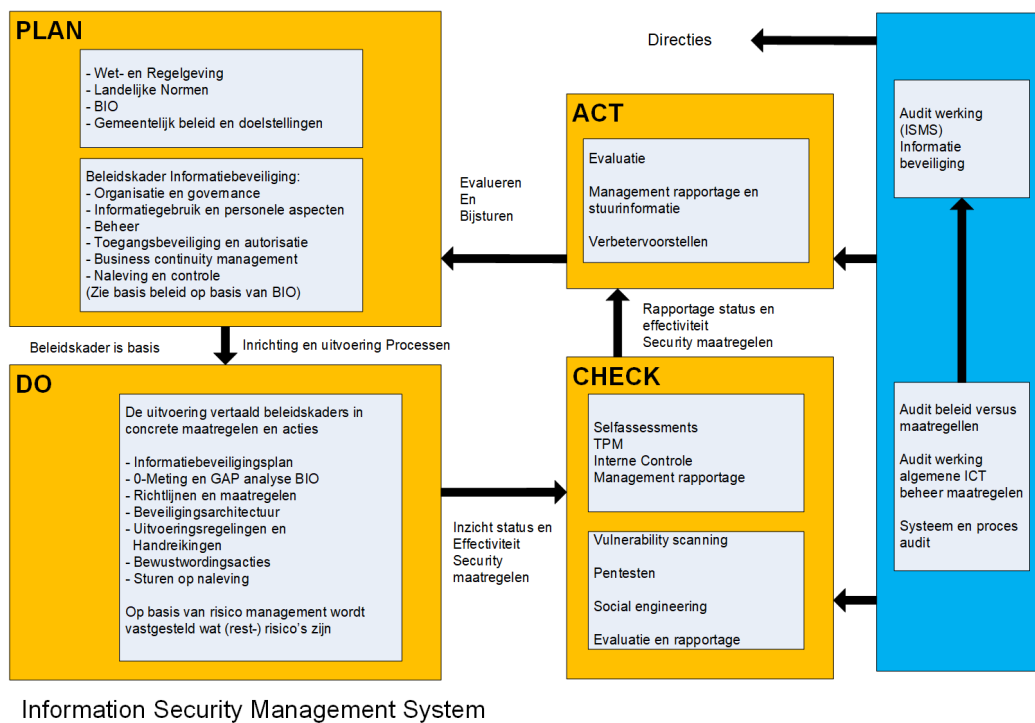 PLAN
- Wet- en Regelgeving
- Landelijke Normen
- BIO
- Gemeentelijk beleid en doelstellingen
Beleidskader Informatiebeveiliging:
- Organisatie en governance
- Informatiegebruik en personele aspecten
- Beheer
- Toegangsbeveiliging en autorisatie
- Business continuity management
- Naleving en controle
(Zie basis beleid op basis van BIO)
Beleidskader is basis
Inrichting en uitvoering Processen
DO
De uitvoering vertaald beleidskaders in
concrete maatregelen en acties
- Informatiebeveiligingsplan
- 0-Meting en GAP analyse BIO
- Richtlijnen en maatregelen
- Beveiligingsarchitectuur
- Uitvoeringsregelingen en
Handreikingen
- Bewustwordingsacties
- Sturen op naleving
Op basis van risico management wordt
vastgesteld wat (rest-) risico's zijn
Inzicht status en
Effectiviteit
Security
maatregelen
CHECK
Selfassessments
TPM
Interne Controle
Management rapportage
Vulnerability scanning
Pentesten
Social engineering
Evaluatie en rapportage
Rapportage status en
effectiviteit
Security maatregelen
ACT
Evaluatie
Management rapportage en
stuurinformatie
Verbetervoorstellen
Evalueren
En
Bijsturen
Directies
Audit werking
(ISMS)
Informatie
beveiliging
Audit beleid versus
maatregellen
Audit werking
algemene ICT
beheer maatregelen
Systeem en proces
audit
Information Security Management System